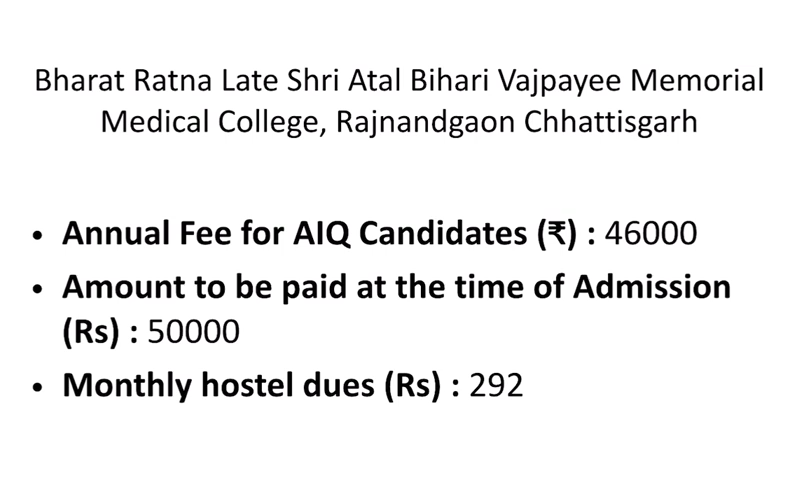 Bharat Ratna Late Shri Atal Bihari Vajpayee Memorial
Medical College, Rajnandgaon Chhattisgarh
• Annual Fee for AIQ Candidates (₹) : 46000
• Amount to be paid at the time of Admission
(Rs) : 50000
• Monthly hostel dues (Rs) : 292